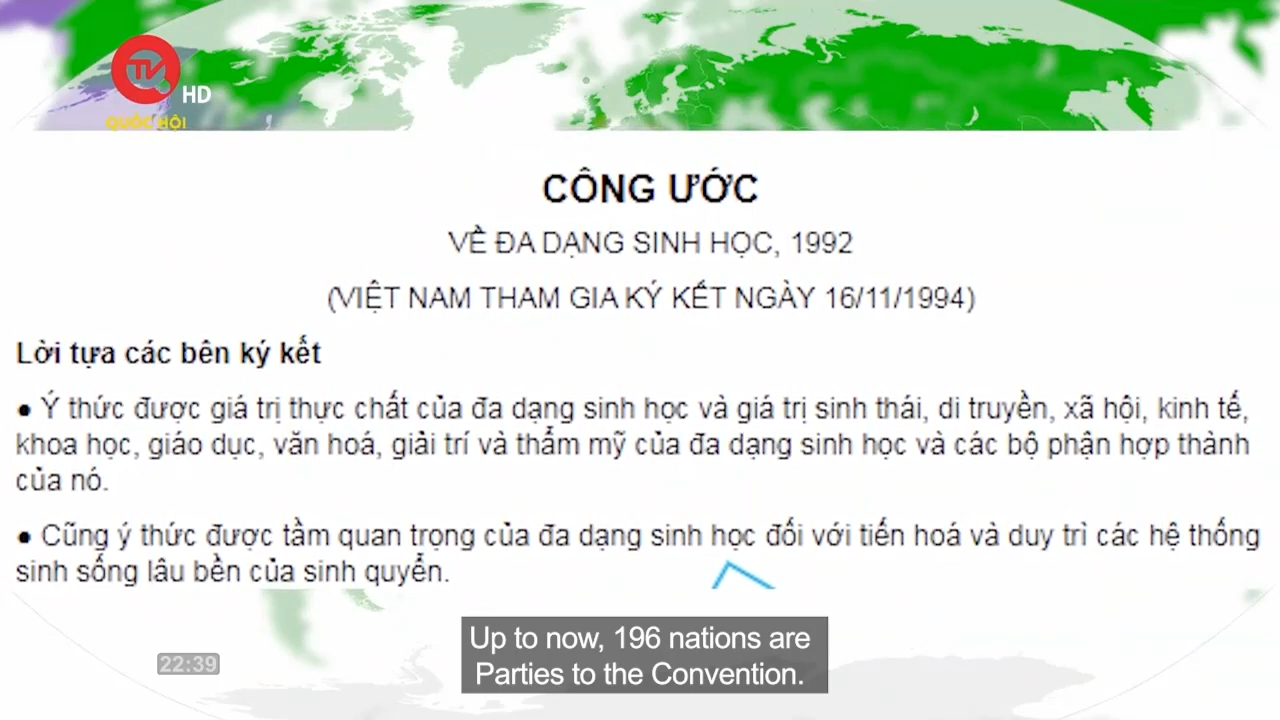 TV
HD
QUỐC HỘI
CÔNG ƯỚC
VỀ ĐA DẠNG SINH HỌC, 1992
(VIỆT NAM THAM GIA KÝ KẾT NGÀY 16/11/1994)
Lời tựa các bên ký kết
● Ý thức được giá trị thực chất của đa dạng sinh học và giá trị sinh thái, di truyền, xã hội, kinh tế,
khoa học, giáo dục, văn hoá, giải trí và thẩm mỹ của đa dạng sinh học và các bộ phận hợp thành
của nó.
● Cũng ý thức được tầm quan trọng của đa dạng sinh học đối với tiến hoá và duy trì các hệ thống
sinh sống lâu bền của sinh quyển.
Up to now, 196 nations are
22:39
Parties to the Convention.